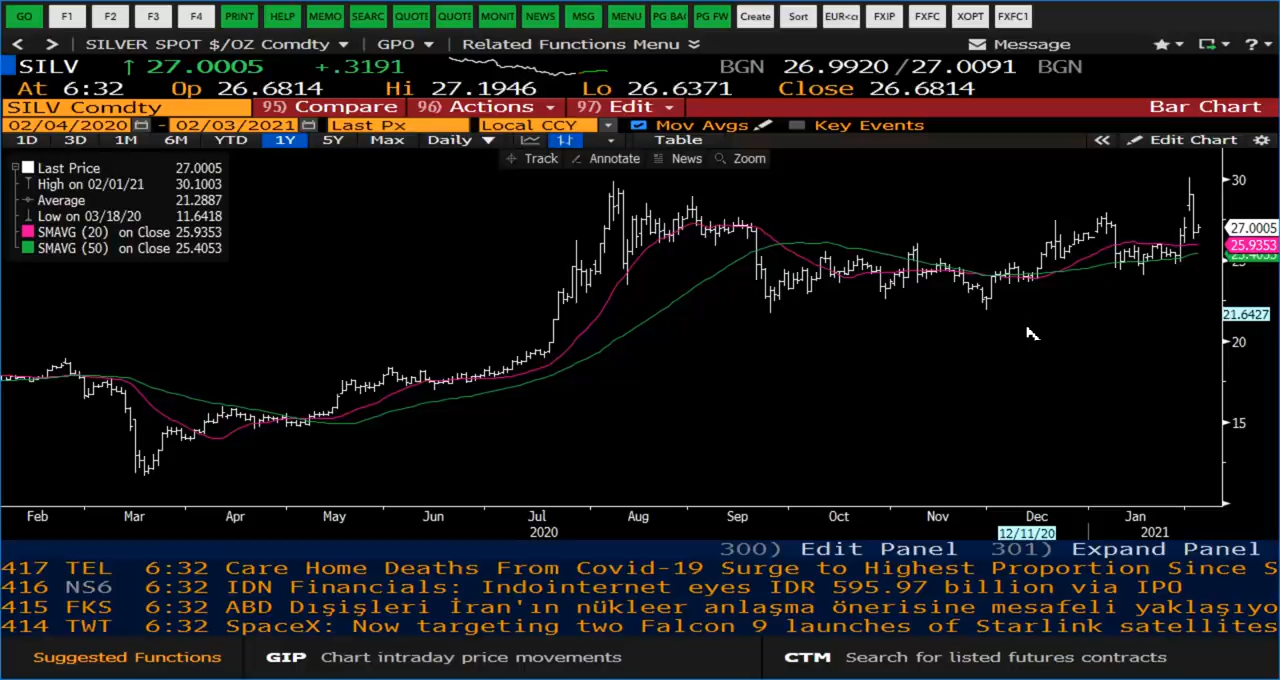 GO F1 F2 F3 F4 PRINT HELP MEMO SEARC QUOTE QUOTE MONIT NEWS MSG MENU PG BA PG FW Create Sort EUR<c FXIP FXFC XOPT FXFC1
SILVER SPOT $/OZ Comdty GPO Related Functions Menu Message ?
SILV ↑ 27.0005 +.3191 BGN 26.9920 /27.0091 BGN
At 6:32 Op 26.6814 Hi 27.1946 Lo 26.6371 Close 26.6814
SILV Comdty 95) Compare 96) Actions 97) Edit Bar Chart
02/04/2020 - 02/03/2021 Last Px Local CCY Mov Avgs Key Events
1D 3D 1M 6M YTD 1Y 5Y Max Daily Table « Edit Chart
Track Annotate News Zoom
Last Price 27.0005
High on 02/01/21 30.1003
Average 21.2887
Low on 03/18/20 11.6418
SMAVG (20) on Close 25.9353
SMAVG (50) on Close 25.4053
30
27.0005
25.9353
25.4053
21.6427
20
15
Feb Mar Apr May Jun Jul Aug Sep Oct Nov Dec Jan
2020 12/11/20 2021
300) Edit Panel 301) Expand Panel
417 TEL 6:32 Care Home Deaths From Covid-19 Surge to Highest Proportion Since S
416 NS6 6:32 IDN Financials: Indointernet eyes IDR 595.97 billion via IPO
415 FKS 6:32 ABD Dışişleri İran'ın nükleer anlaşma önerisine mesafeli yaklaşıyo
414 TWT 6:32 SpaceX: Now targeting two Falcon 9 launches of Starlink satellites
Suggested Functions GIP Chart intraday price movements CTM Search for listed futures contracts